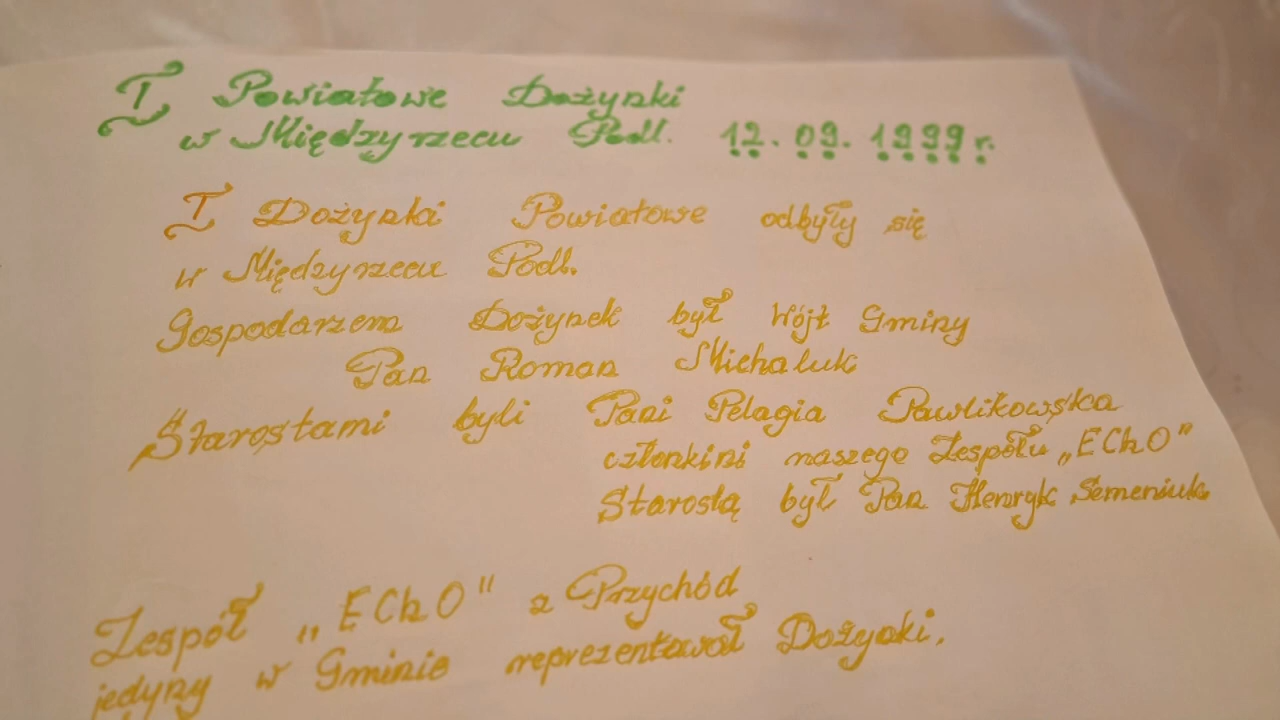 I Powiatowe Dożynki
w Międzyrzecu Podl. 12.09.1999r.
I Dożynki Powiatowe odbyły się
w Międzyrzecu Podl.
Gospodarzem Dożynek był Wójt Gminy
Pan Roman Michaluk
Starostami byli Pani Pelagia Pawlikowska
członkini naszego Zespołu „ECHO"
Starostą był Pan Henryk Semeniuk
Zespół „ECHO" z Przychód
jedyny w Gminie reprezentował Dożynki.